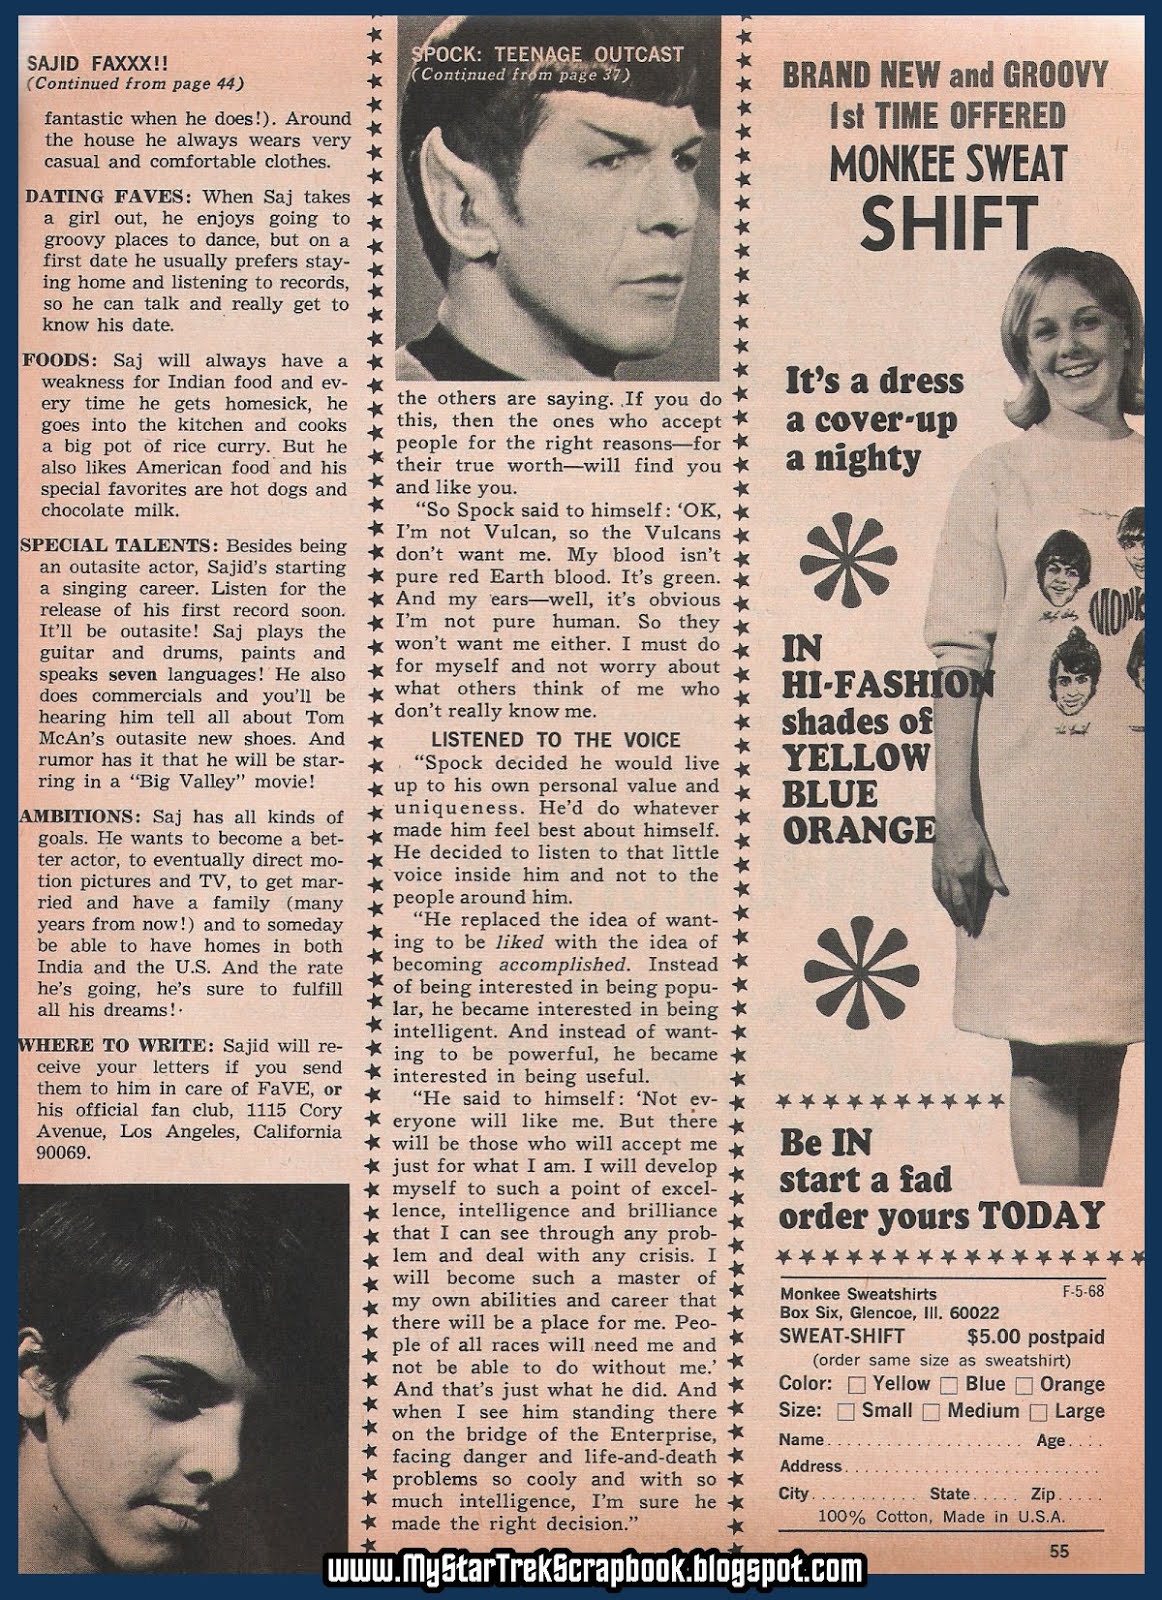 SAJID FAXXX!!
(Continued from page 44)
fantastic when he does!). Around
the house he always wears very
casual and comfortable clothes.
DATING FAVES: When Saj takes
a girl out, he enjoys going to
groovy places to dance, but on a
first date he usually prefers stay-
ing home and listening to records,
so he can talk and really get to
know his date.
FOODS: Saj will always have a
weakness for Indian food and ev-
ery time he gets homesick, he
goes into the kitchen and cooks
a big pot of rice curry. But he
also likes American food and his
special favorites are hot dogs and
chocolate milk.
SPECIAL TALENTS: Besides being
an outasite actor, Sajid's starting
a singing career. Listen for the
release of his first record soon.
It'll be outasite! Saj plays the
guitar and drums, paints and
speaks seven languages! He also
does commercials and you'll be
hearing him tell all about Tom
McAn's outasite new shoes. And
rumor has it that he will be star-
ring in a "Big Valley" movie!
AMBITIONS: Saj has all kinds of
goals. He wants to become a bet-
ter actor, to eventually direct mo-
tion pictures and TV, to get mar-
ried and have a family (many
years from now!) and to someday
be able to have homes in both
India and the U.S. And the rate
he's going, he's sure to fulfill
all his dreams!
WHERE TO WRITE: Sajid will re-
ceive your letters if you send
them to him in care of FaVE, or
his official fan club, 1115 Cory
Avenue, Los Angeles, California
90069.
SPOCK: TEENAGE OUTCAST
(Continued from page 37)
the others are saying. If you do
this, then the ones who accept
people for the right reasons—for
their true worth—will find you
and like you.
"So Spock said to himself: 'OK,
I'm not Vulcan, so the Vulcans
don't want me. My blood isn't
pure red Earth blood. It's green.
And my ears—well, it's obvious
I'm not pure human. So they
won't want me either. I must do
for myself and not worry about
what others think of me who
don't really know me.
LISTENED TO THE VOICE
"Spock decided he would live
up to his own personal value and
uniqueness. He'd do whatever
made him feel best about himself.
He decided to listen to that little
voice inside him and not to the
people around him.
"He replaced the idea of want-
ing to be liked with the idea of
becoming accomplished. Instead
of being interested in being popu-
lar, he became interested in being
intelligent. And instead of want-
ing to be powerful, he became
interested in being useful.
"He said to himself: 'Not ev-
eryone will like me. But there
will be those who will accept me
just for what I am. I will develop
myself to such a point of excel-
lence, intelligence and brilliance
that I can see through any prob-
lem and deal with any crisis. I
will become such a master of
my own abilities and career that
there will be a place for me. Peo-
ple of all races will need me and
not be able to do without me.'
And that's just what he did. And
when I see him standing there
on the bridge of the Enterprise,
facing danger and life-and-death
problems so cooly and with so
much intelligence, I'm sure he
made the right decision."
BRAND NEW and GROOVY
1st TIME OFFERED
MONKEE SWEAT
SHIFT
It's a dress
a cover-up
a nighty
MONK
IN
HI-FASHION
shades of
YELLOW
BLUE
ORANGE
Be IN
start a fad
order yours TODAY
Monkee Sweatshirts F-5-68
Box Six, Glencoe, Ill. 60022
SWEAT-SHIFT $5.00 postpaid
(order same size as sweatshirt)
Color: Yellow Blue Orange
Size: Small Medium Large
Name Age
Address
City State Zip
100% Cotton, Made in U.S.A.
55
www.MyStarTrekScrapbook.blogspot.com